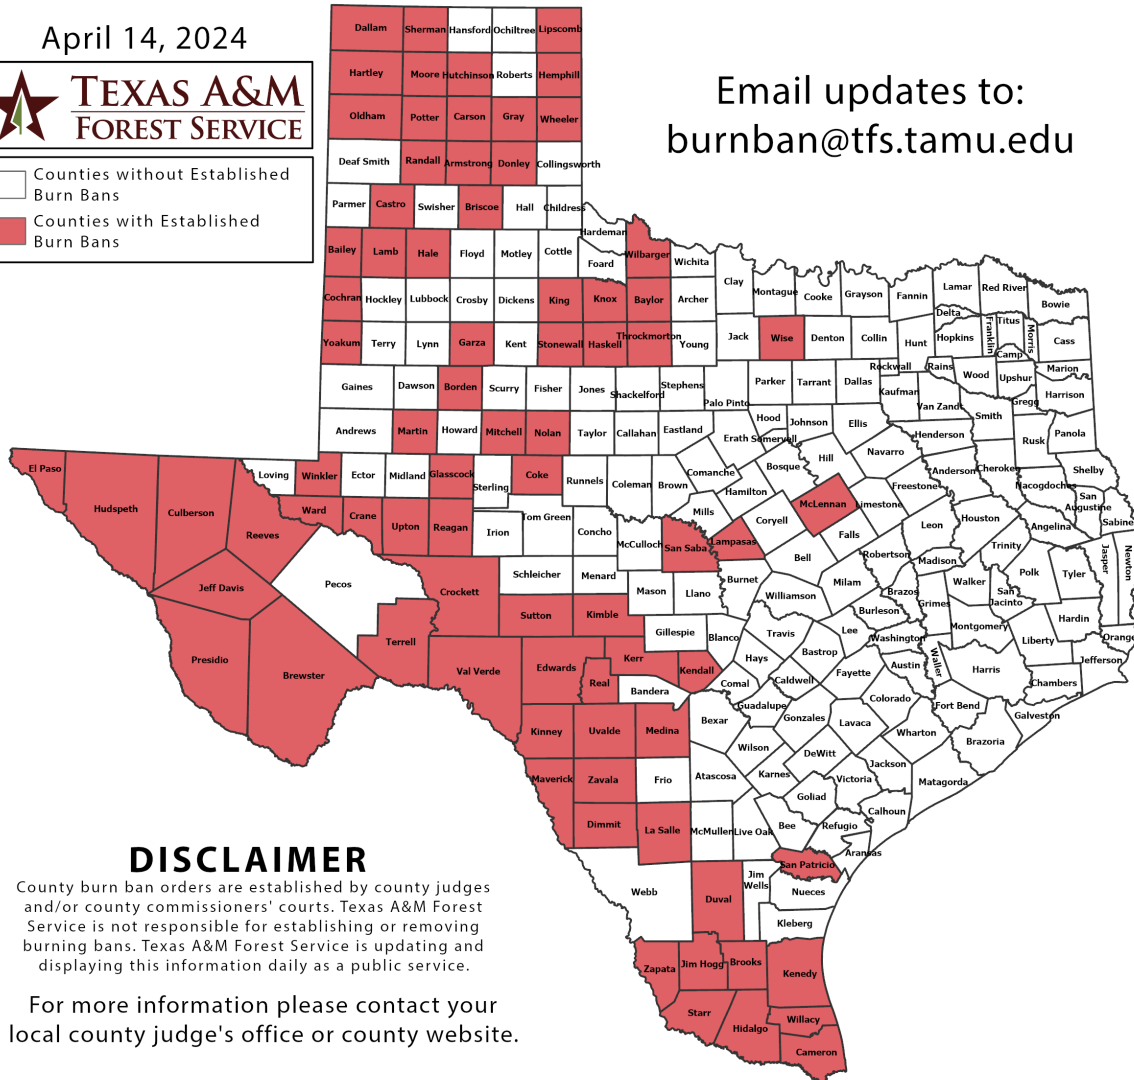 April 14, 2024
TEXAS A&M
FOREST SERVICE
Counties without Established
Burn Bans
Counties with Established
Burn Bans
Email updates to:
burnban@tfs.tamu.edu
Dallam Sherman Hansford Ochiltree Lipscomb
Hartley Moore Hutchinson Roberts Hemphill
Oldham Potter Carson Gray Wheeler
Deaf Smith Randall Armstrong Donley Collingsworth
Parmer Castro Swisher Briscoe Hall Childress
Hardeman
Bailey Lamb Hale Floyd Motley Cottle Foard Wilbarger Wichita
Clay Montague Cooke Grayson Fannin Lamar Red River Bowie
Cochran Hockley Lubbock Crosby Dickens King Knox Baylor Archer
Delta Franklin Titus Morris Cass
Yoakum Terry Lynn Garza Kent Stonewall Haskell Throckmorton Young Jack Wise Denton Collin Hunt Hopkins
Camp
Rockwall Rains Wood Upshur Marion
Gaines Dawson Borden Scurry Fisher Jones Shackelford Stephens Palo Pinto Parker Tarrant Dallas Kaufman Van Zandt Gregg Harrison
Andrews Martin Howard Mitchell Nolan Taylor Callahan Eastland Erath Somervell Hood Johnson Ellis Henderson Smith Rusk Panola
El Paso Loving Winkler Ector Midland Glasscock Sterling Coke Runnels Coleman Brown Comanche Bosque Hill Navarro Anderson Cherokee Nacogdoches Shelby
Hamilton Freestone San
Augustine
Sabine
Hudspeth Culberson Reeves Ward Crane Upton Reagan Irion Tom Green Concho McCulloch San Saba Mills Lampasas Coryell McLennan Limestone Falls Leon Houston Angelina
Jeff Davis Pecos Crockett Schleicher Menard Mason Llano Burnet Bell Milam Robertson Madison Trinity Polk Tyler Jasper Newton
Williamson Brazos Grimes Walker San
Jacinto
Burleson Hardin
Presidio Brewster Terrell Val Verde Sutton Kimble Gillespie Blanco Travis Lee Washington Montgomery Liberty Orange
Edwards Real Kerr Kendall Bandera Comal Hays Bastrop Caldwell Fayette Austin Waller Harris Chambers Jefferson
Guadalupe Colorado Fort Bend Galveston
Kinney Uvalde Medina Bexar Gonzales Lavaca Wharton Brazoria
Wilson DeWitt Jackson
Maverick Zavala Frio Atascosa Karnes Victoria Matagorda
Goliad Calhoun
Dimmit La Salle McMullen Live Oak Bee Refugio
Aransas
San Patricio
Webb Duval Jim
Wells
Nueces
Kleberg
Zapata Jim Hogg Brooks Kenedy
Starr Hidalgo Willacy
Cameron
DISCLAIMER
County burn ban orders are established by county judges
and/or county commissioners' courts. Texas A&M Forest
Service is not responsible for establishing or removing
burning bans. Texas A&M Forest Service is updating and
displaying this information daily as a public service.
For more information please contact your
local county judge's office or county website.